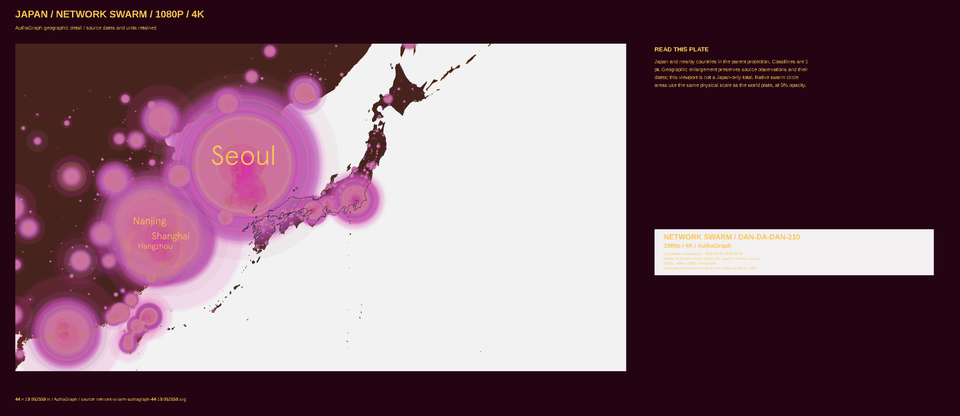 JAPAN / NETWORK SWARM / 1080P / 4K
AuthaGraph geographic detail / source dates and units retained
READ THIS PLATE
Japan and nearby countries in the parent projection. Coastlines are 1
pt. Geographic enlargement preserves source observations and their
dates; this viewport is not a Japan-only total. Native swarm circle
areas use the same physical scale as the world plate, at 5% opacity.
Seoul
Nanjing
Shanghai
Hangzhou
NETWORK SWARM / DAN-DA-DAN-210
1080p / 4K / AuthaGraph